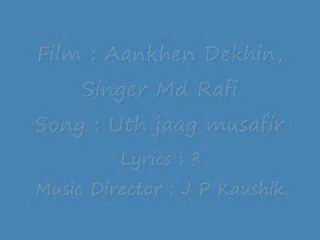 Film : Aankhen Dekhin,
Singer Md Rafi
Song : Uth jaag musafir
Lyrics : ?
Music Director : J P Kaushik